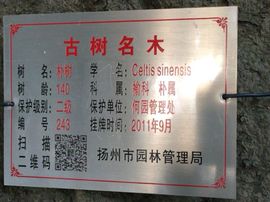 古树名木
树 名：朴树 学 名：Celtis sinensis
树 龄：140 科 属：榆科 朴属
保护级别：二级 保护单位：何园管理处
编 号：243 挂牌时间：2011年9月
扫 描
二维码
扬州市园林管理局